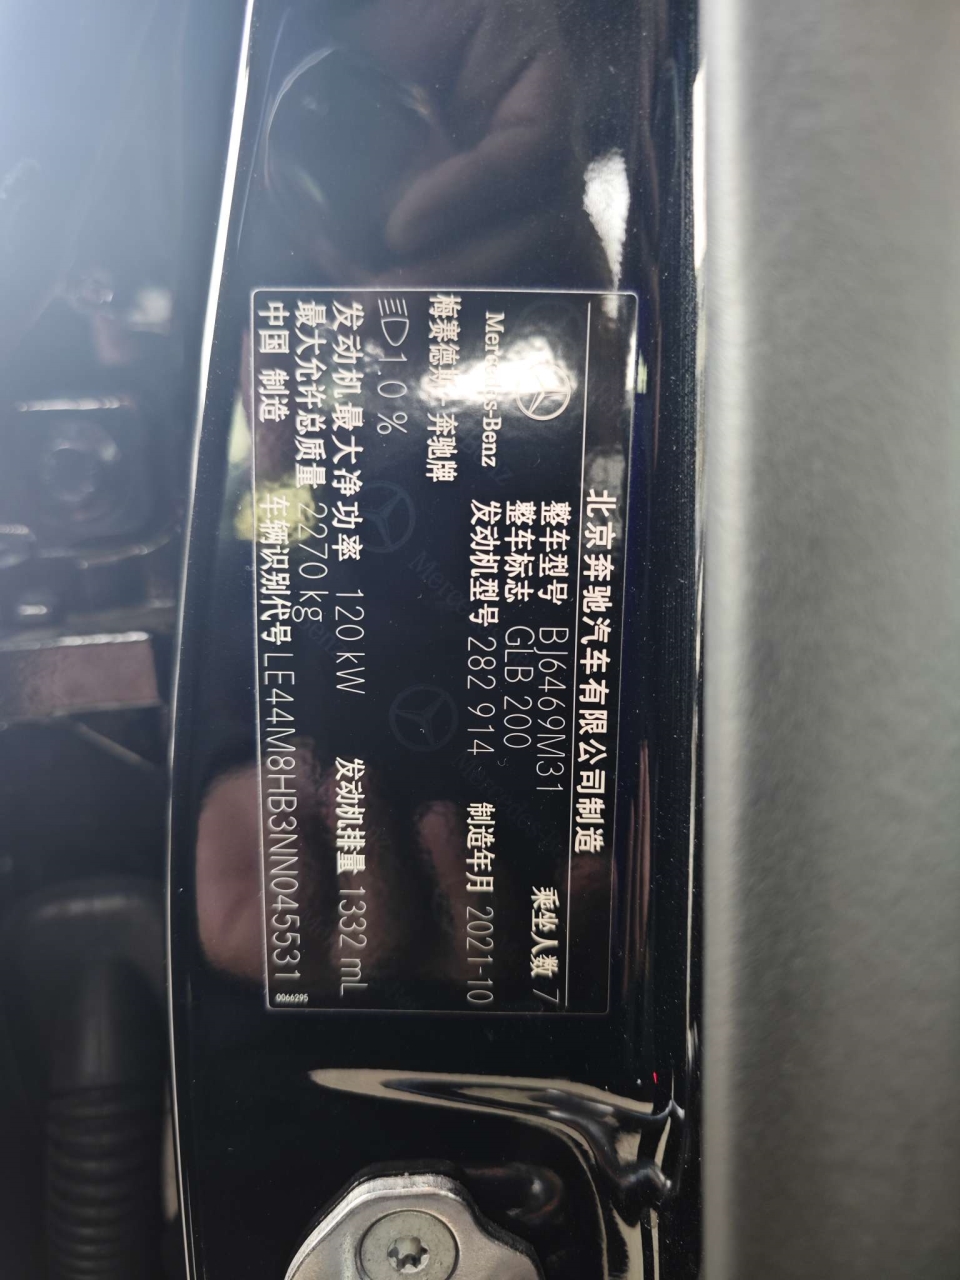 北京奔驰汽车有限公司制造
整车型号 BJ6469M31 乘坐人数 7
整车标志 GLB 200
Mercedes-Benz 发动机型号 282 914 制造年月 2021-10
梅赛德斯-奔驰牌
1.0 %
发动机最大净功率 120 kW 发动机排量 1332 mL
最大允许总质量 2270 kg
中国 制造 车辆识别代号 LE44M8HB3NN045531
0066295